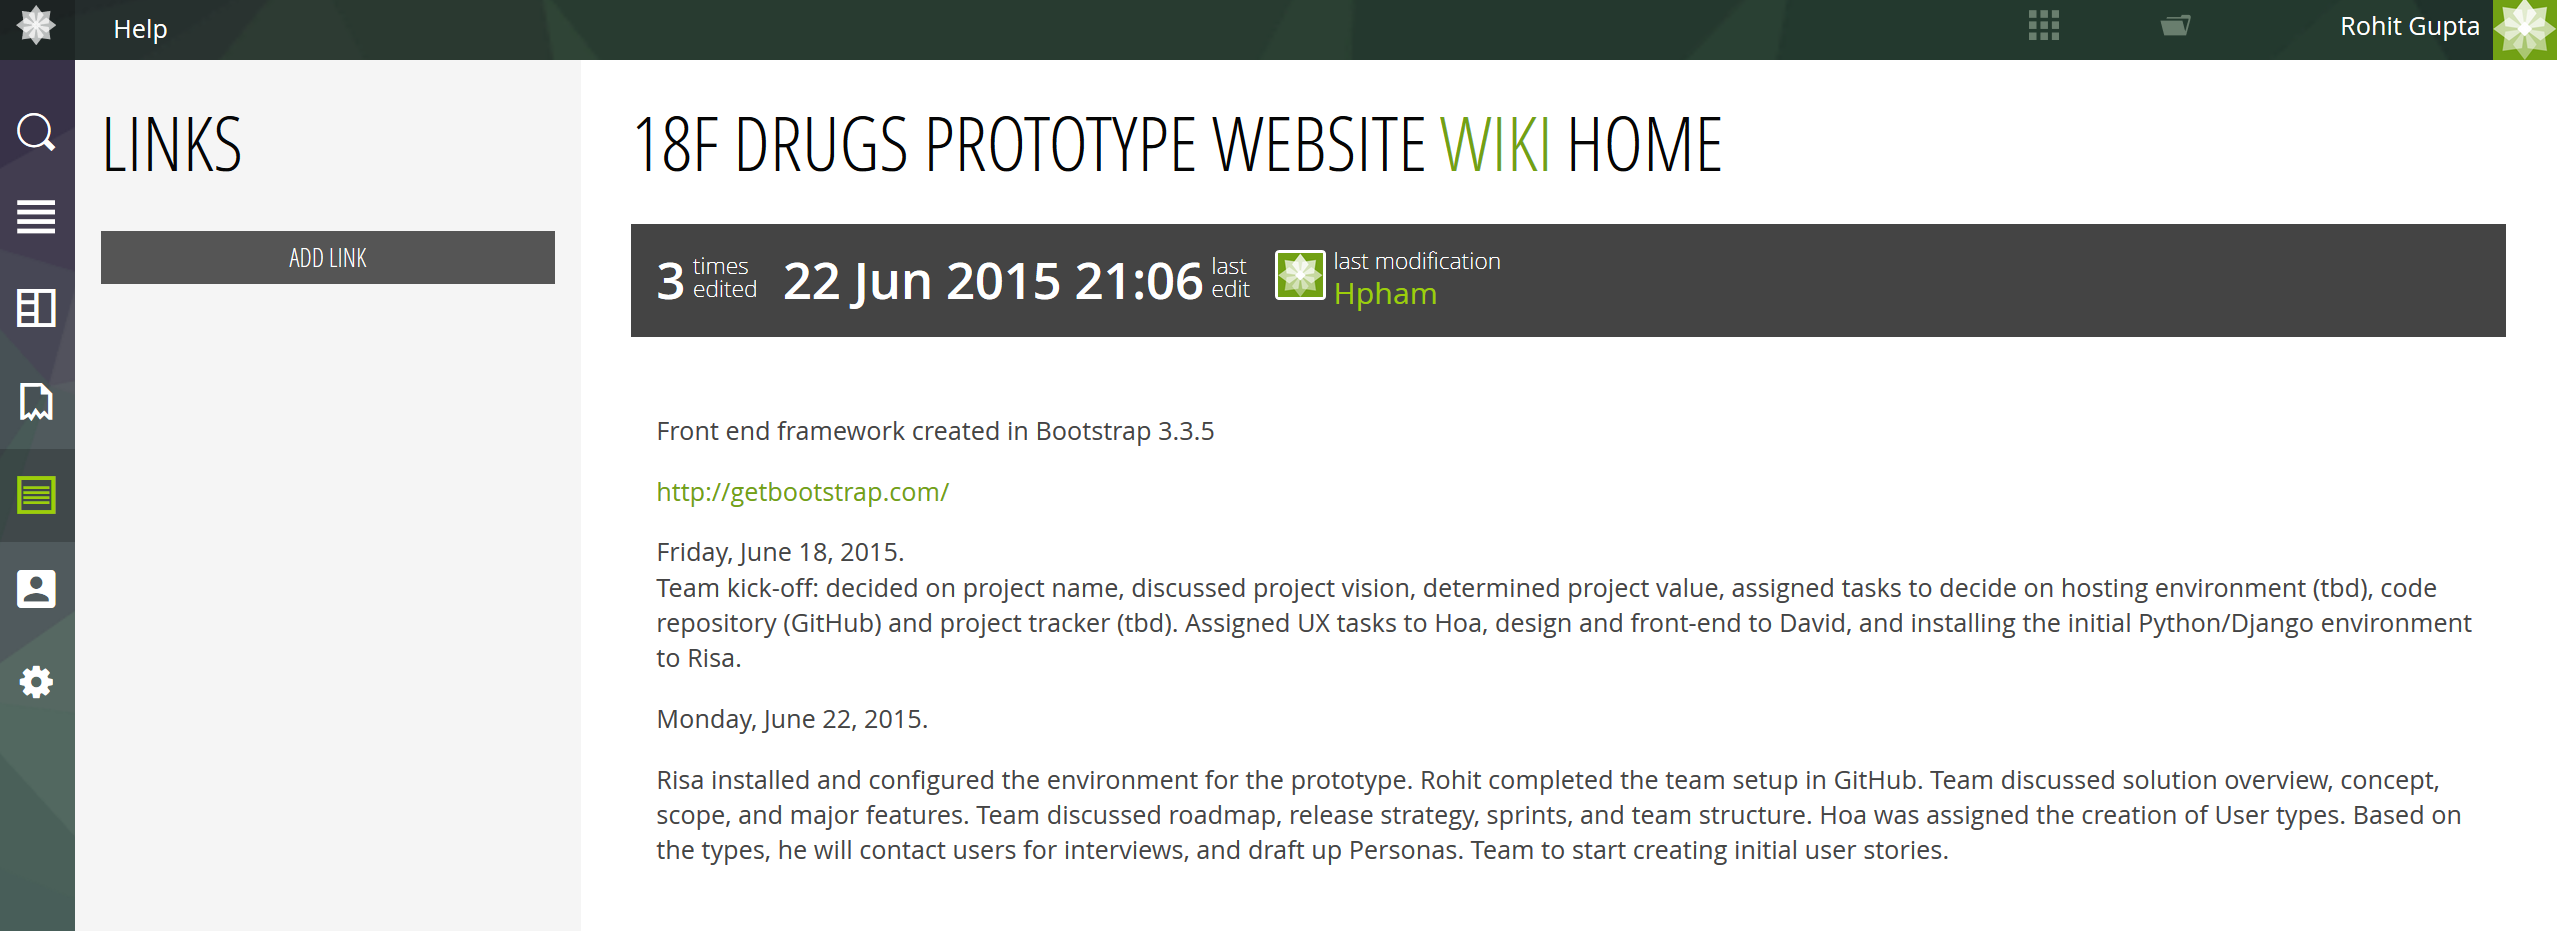 Help
Rohit Gupta
LINKS
ADD LINK
18F DRUGS PROTOTYPE WEBSITE WIKI HOME
3 times edited 22 Jun 2015 21:06 last edit last modification Hpham
Front end framework created in Bootstrap 3.3.5
http://getbootstrap.com/
Friday, June 18, 2015.
Team kick-off: decided on project name, discussed project vision, determined project value, assigned tasks to decide on hosting environment (tbd), code
repository (GitHub) and project tracker (tbd). Assigned UX tasks to Hoa, design and front-end to David, and installing the initial Python/Django environment
to Risa.
Monday, June 22, 2015.
Risa installed and configured the environment for the prototype. Rohit completed the team setup in GitHub. Team discussed solution overview, concept,
scope, and major features. Team discussed roadmap, release strategy, sprints, and team structure. Hoa was assigned the creation of User types. Based on
the types, he will contact users for interviews, and draft up Personas. Team to start creating initial user stories.